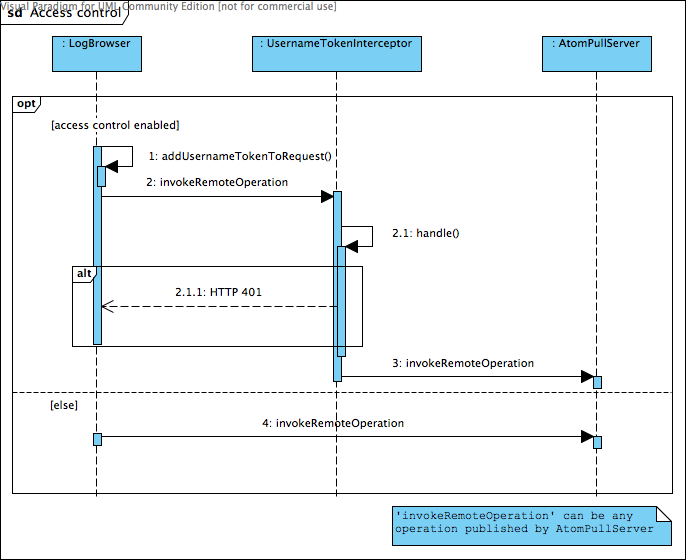 Visual Paradigm for UML Community Edition [not for commercial use]
sd Access control
: LogBrowser
: UsernameTokenInterceptor
: AtomPullServer
opt
[access control enabled]
1: addUsernameTokenToRequest()
2: invokeRemoteOperation
2.1: handle()
alt
2.1.1: HTTP 401
3: invokeRemoteOperation
[else]
4: invokeRemoteOperation
'invokeRemoteOperation' can be any
operation published by AtomPullServer